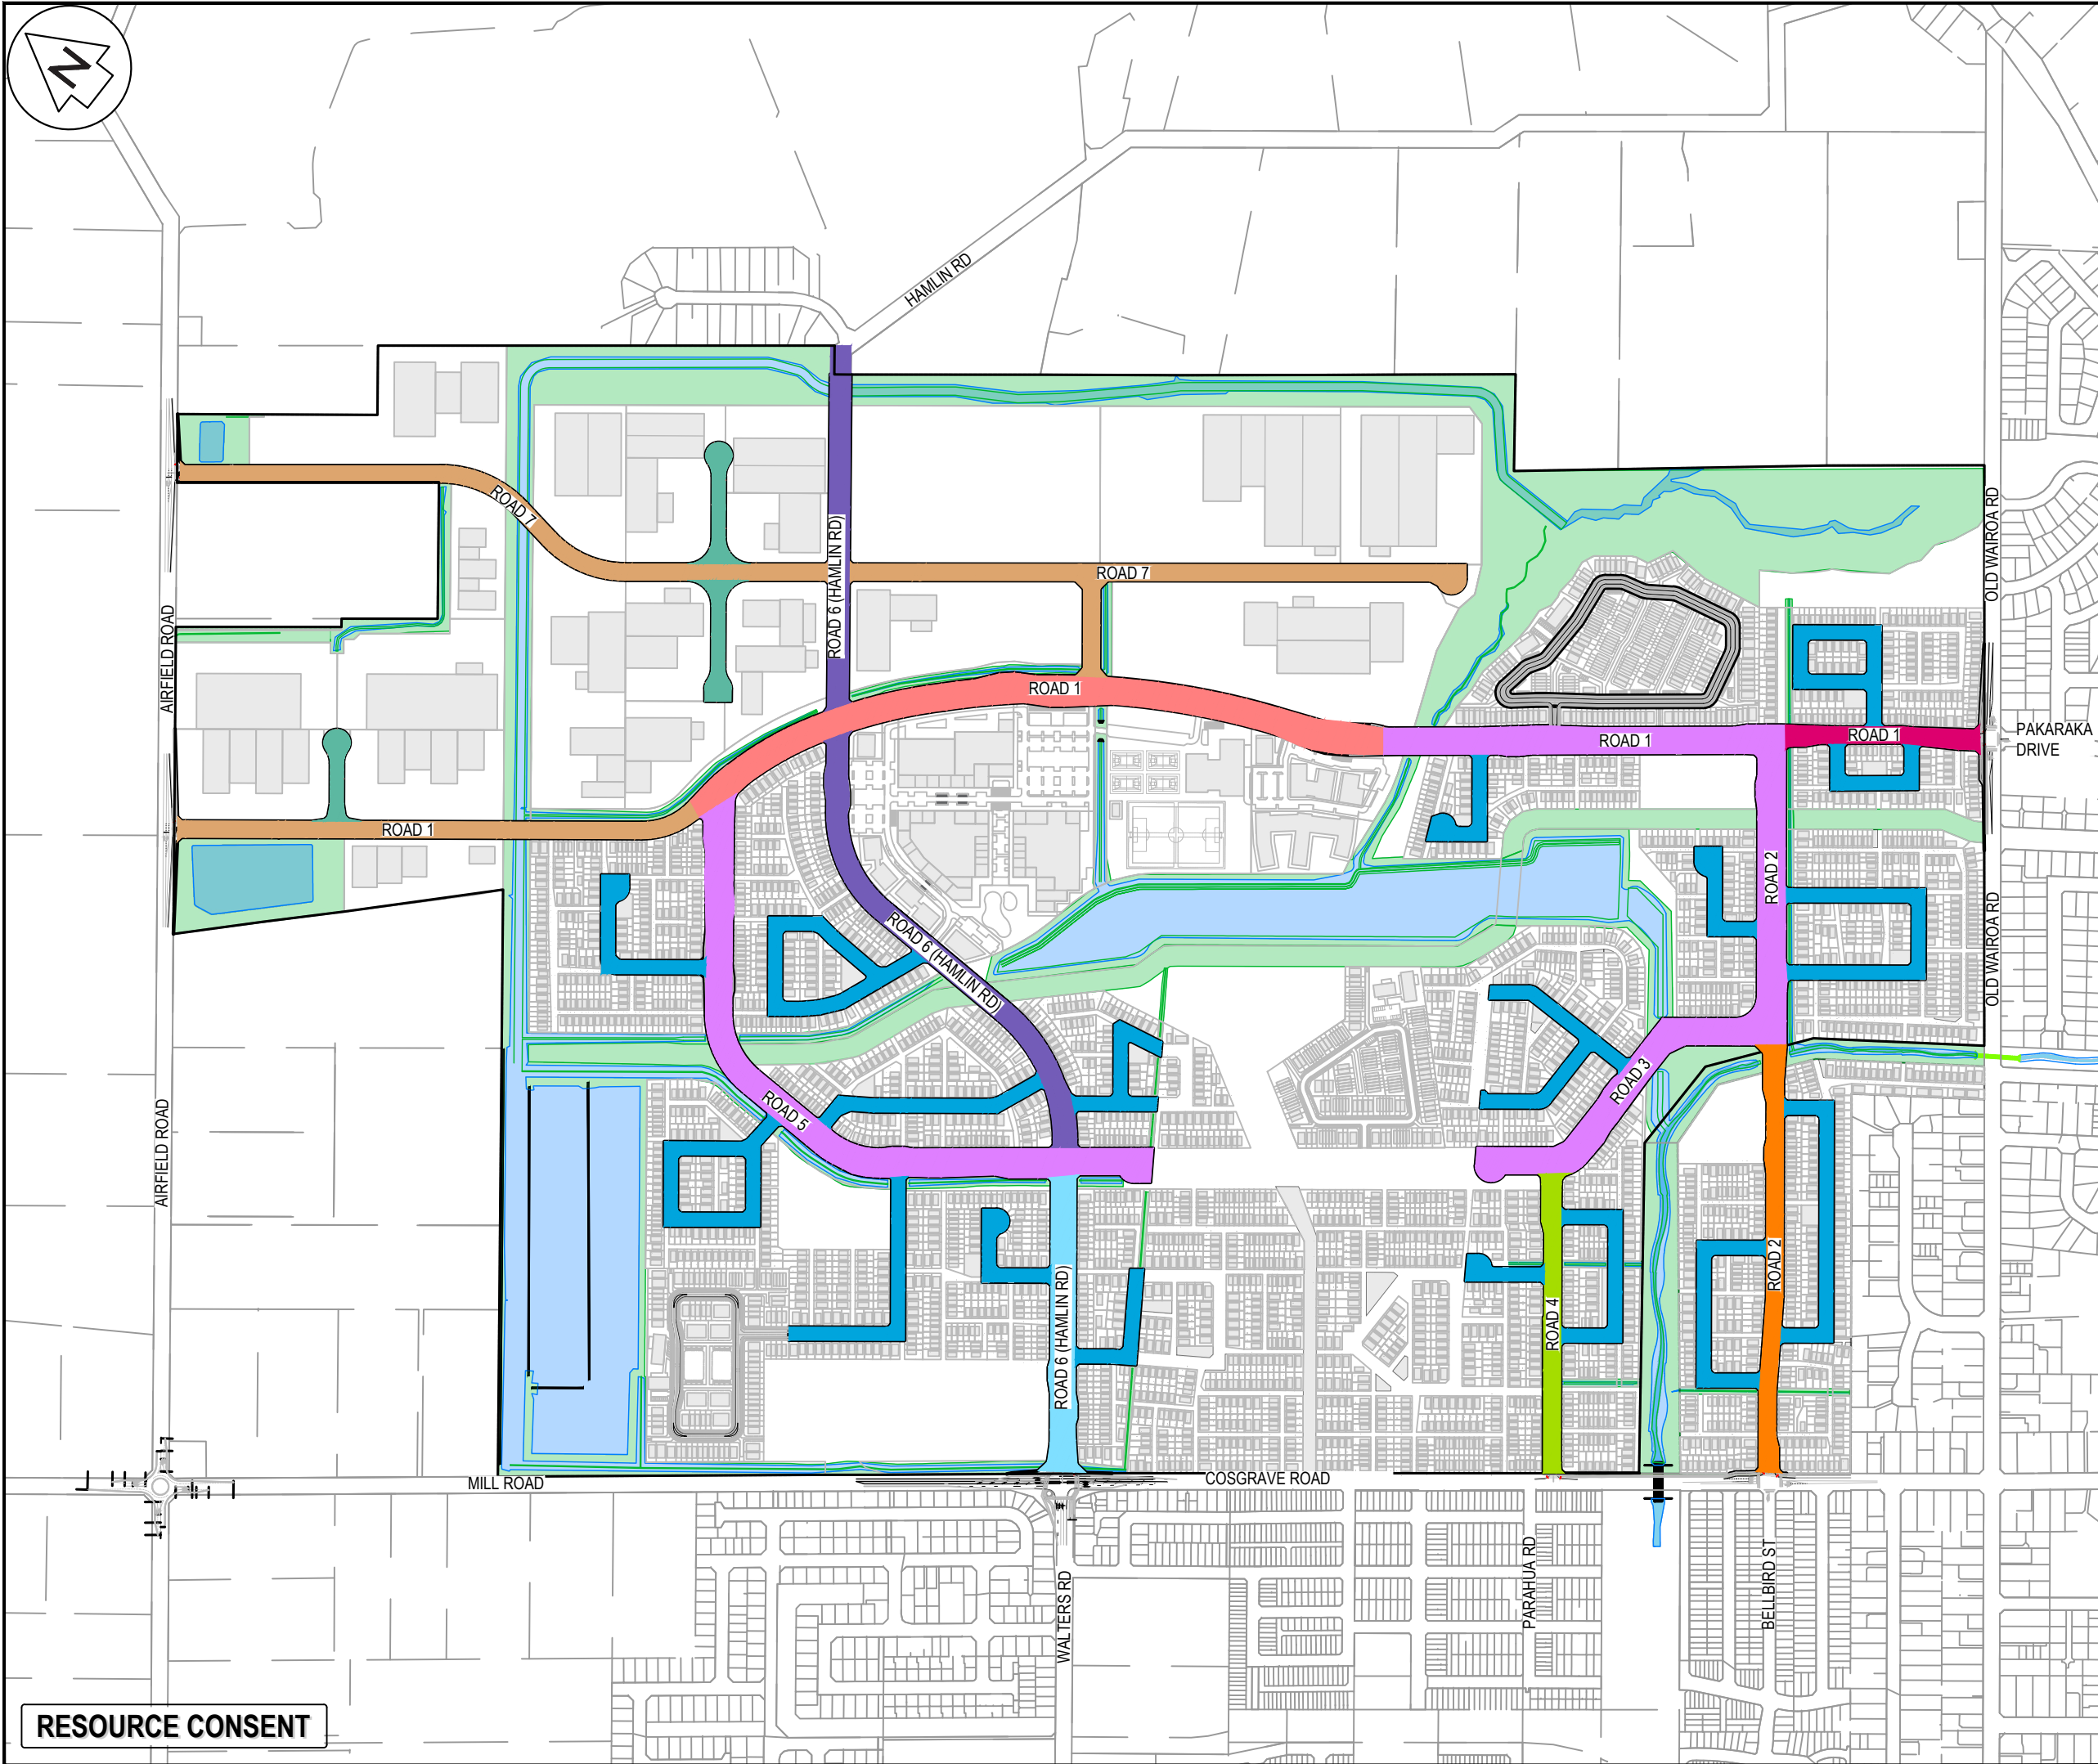 N
HAMLIN RD
OLD WAIROA RD
ROAD 7
ROAD 6 (HAMLIN RD)
ROAD 7
AIRFIELD ROAD
ROAD 1
ROAD 1
ROAD 1
PAKARAKA
DRIVE
ROAD 1
ROAD 2
ROAD 6 (HAMLIN RD)
OLD WAIROA RD
ROAD 3
ROAD 5
AIRFIELD ROAD
ROAD 2
ROAD 4
ROAD 6 (HAMLIN RD)
MILL ROAD
COSGRAVE ROAD
WALTERS RD
PARAHUA RD
BELLBIRD ST
RESOURCE CONSENT